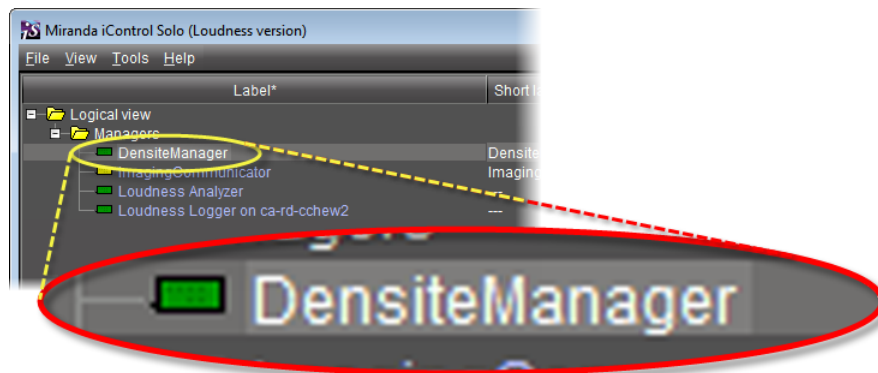 Miranda iControl Solo (Loudness version)
File View Tools Help
Label* Short
Logical view
Managers
DensiteManager Densite
ImagingCommunicator Imaging
Loudness Analyzer ---
Loudness Logger on ca-rd-cchew2 ---
DensiteManager